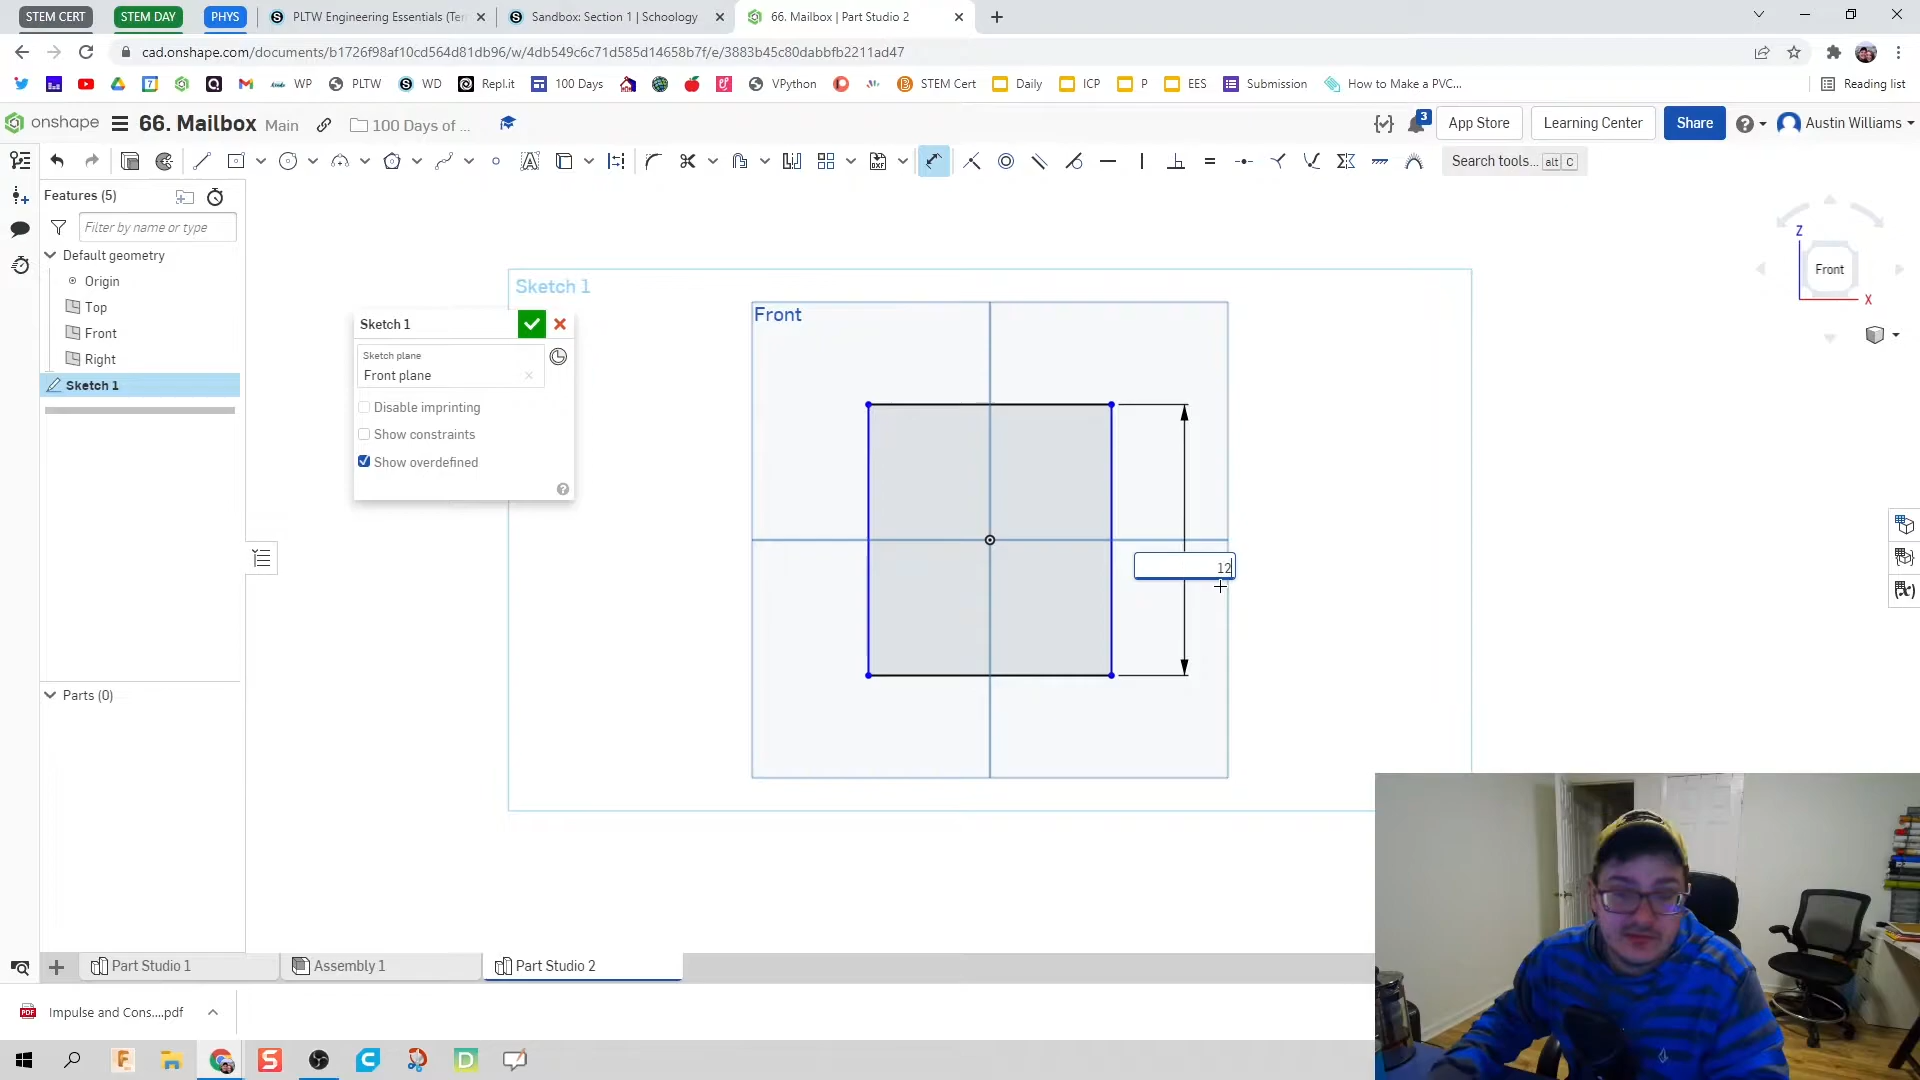 STEM CERT
STEM DAY
PHYS
PLTW Engineering Essentials (Ter
Sandbox: Section 1 | Schoology
66. Mailbox | Part Studio 2
cad.onshape.com/documents/b1726f98af10cd564d81db96/w/4db549c6c71d585d14658b7f/e/3883b45c80dabbfb2211ad47
WP
PLTW
WD
Repl.it
100 Days
VPython
STEM Cert
Daily
ICP
P
EES
Submission
How to Make a PVC...
Reading list
onshape
66. Mailbox Main
100 Days of ...
3
App Store
Learning Center
Share
Austin Williams
Search tools... alt C
Features (5)
Filter by name or type
Default geometry
Origin
Top
Front
Right
Sketch 1
Parts (0)
Sketch 1
Sketch 1
Sketch plane
Front plane
Disable imprinting
Show constraints
Show overdefined
Front
12
Z
Front
X
Part Studio 1
Assembly 1
Part Studio 2
Impulse and Cons....pdf